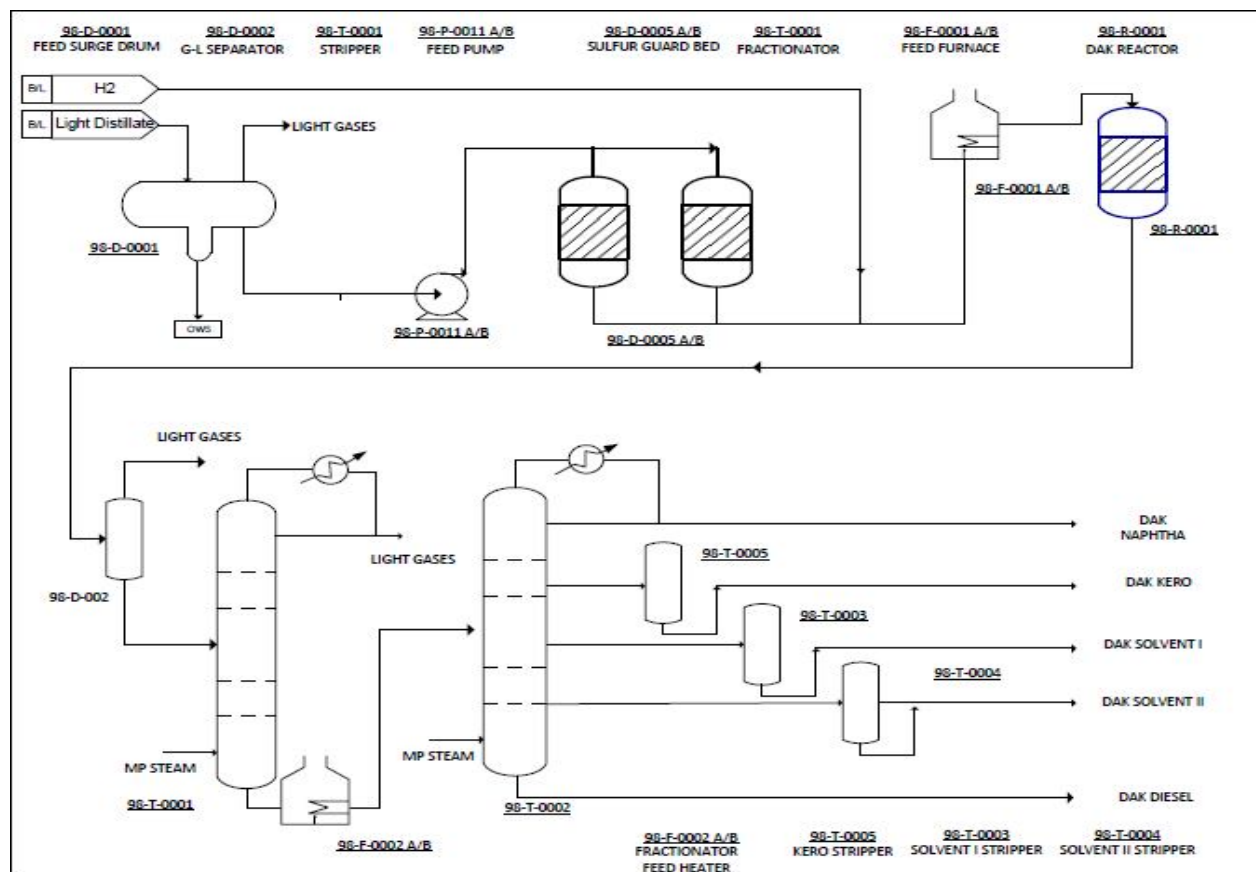 98-D-0001 98-D-0002 98-T-0001 98-P-0011 A/B 98-D-0005 A/B 98-T-0001 98-F-0001 A/B 98-R-0001
FEED SURGE DRUM G-L SEPARATOR STRIPPER FEED PUMP SULFUR GUARD BED FRACTIONATOR FEED FURNACE DAK REACTOR
B/L H2
B/L Light Distillate
LIGHT GASES
98-F-0001 A/B
98-R-0001
98-D-0001
OWS
98-P-0011 A/B
98-D-0005 A/B
LIGHT GASES
DAK
NAPHTHA
98-T-0005
LIGHT GASES
DAK KERO
98-D-002
98-T-0003
DAK SOLVENT I
98-T-0004
DAK SOLVENT II
MP STEAM
MP STEAM
98-T-0001
98-T-0002
DAK DIESEL
98-F-0002 A/B
98-F-0002 A/B 98-T-0005 98-T-0003 98-T-0004
FRACTIONATOR KERO STRIPPER SOLVENT I STRIPPER SOLVENT II STRIPPER
FEED HEATER